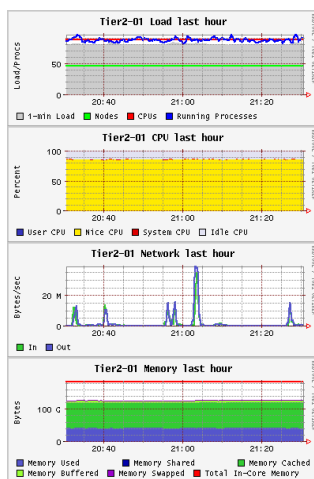 Tier2-01 Load last hour
Load/Procs
50
0
20:40 21:00 21:20
1-min Load Nodes CPUs Running Processes
Tier2-01 CPU last hour
Percent
100
50
0
20:40 21:00 21:20
User CPU Nice CPU System CPU Idle CPU
Tier2-01 Network last hour
Bytes/sec
20 M
0
20:40 21:00 21:20
In Out
Tier2-01 Memory last hour
Bytes
100 G
0
20:40 21:00 21:20
Memory Used Memory Shared Memory Cached
Memory Buffered Memory Swapped Total In-Core Memory